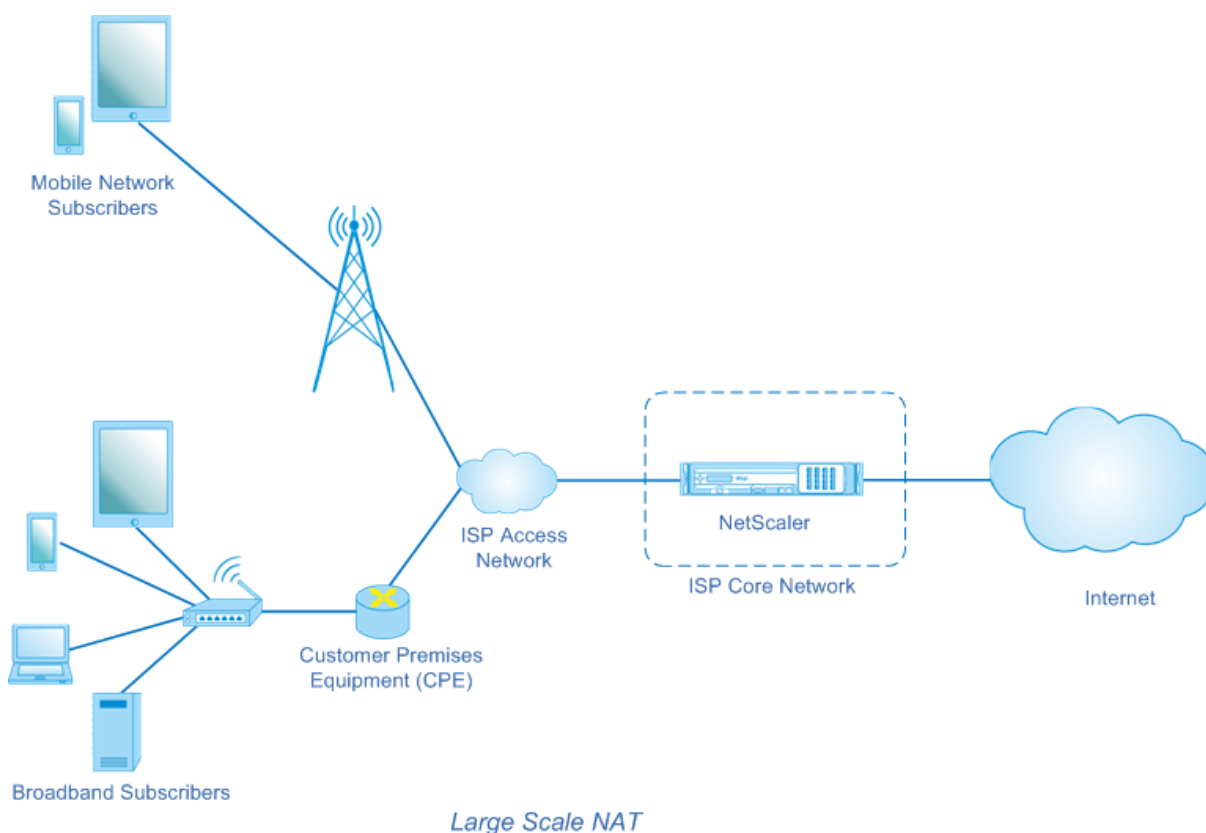 Mobile Network
Subscribers
ISP Access
Network
NetScaler
ISP Core Network
Internet
Customer Premises
Equipment (CPE)
Broadband Subscribers
Large Scale NAT